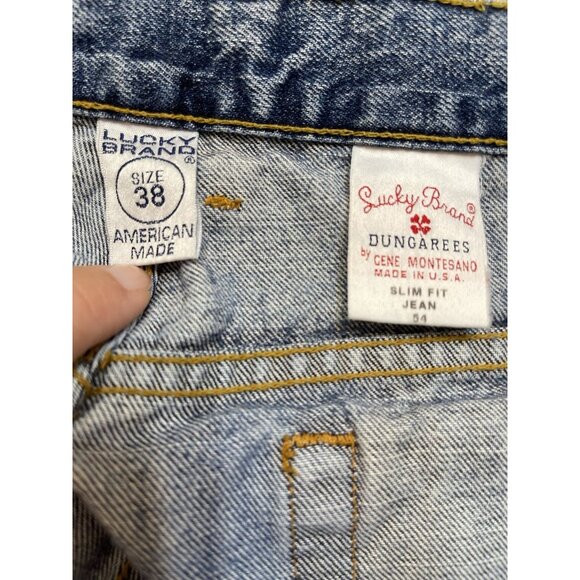 LUCKY
BRAND®
SIZE
38
AMERICAN
MADE
Lucky Brand®
DUNGAREES
by GENE MONTESANO
MADE IN U.S.A.
SLIM FIT
JEAN
54